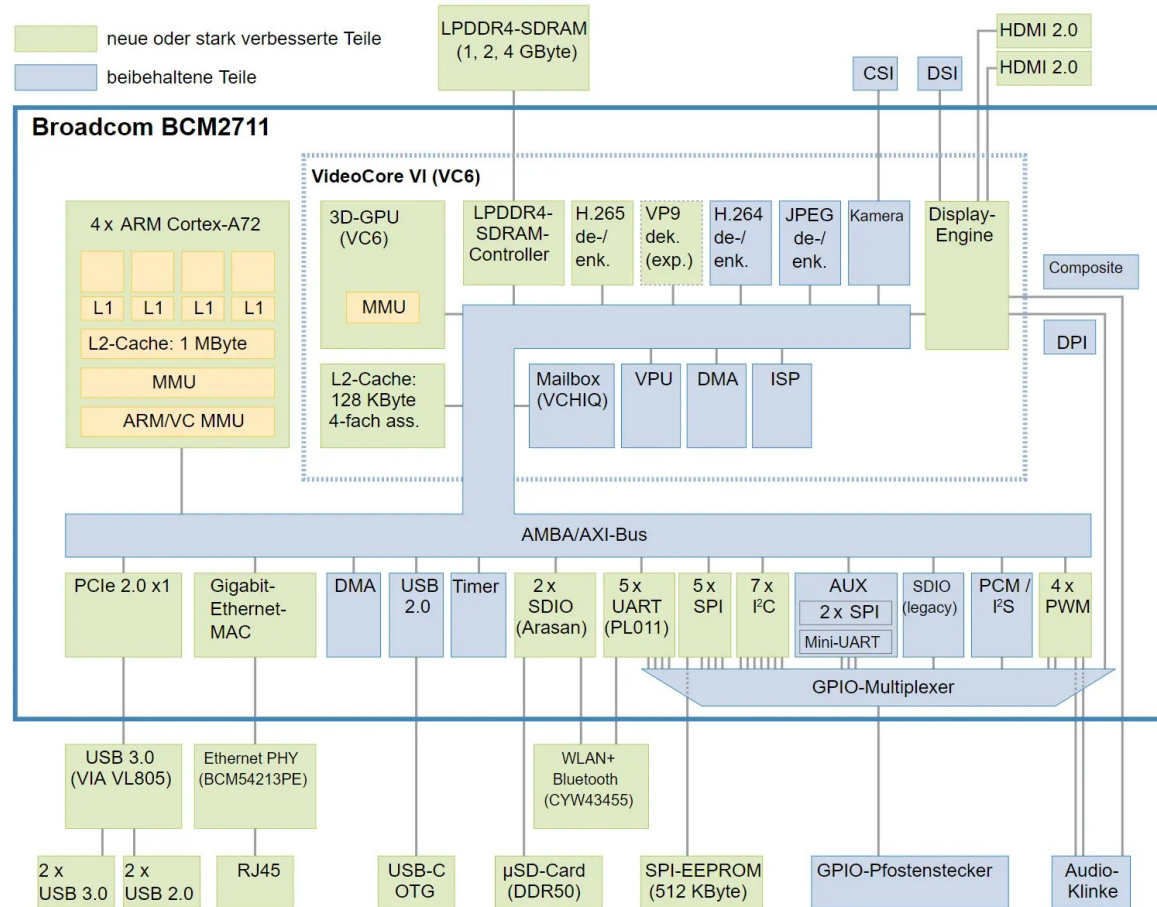 neue oder stark verbesserte Teile
beibehaltene Teile
LPDDR4-SDRAM
(1, 2, 4 GByte)
CSI
DSI
HDMI 2.0
HDMI 2.0
Broadcom BCM2711
VideoCore VI (VC6)
4 x ARM Cortex-A72
L1
L1
L1
L1
L2-Cache: 1 MByte
MMU
ARM/VC MMU
3D-GPU
(VC6)
MMU
LPDDR4-
SDRAM-
Controller
H.265
de-/
enk.
VP9
dek.
(exp.)
H.264
de-/
enk.
JPEG
de-/
enk.
Kamera
Display-
Engine
Composite
DPI
L2-Cache:
128 KByte
4-fach ass.
Mailbox
(VCHIQ)
VPU
DMA
ISP
AMBA/AXI-Bus
PCIe 2.0 x1
Gigabit-
Ethernet-
MAC
DMA
USB
2.0
Timer
2 x
SDIO
(Arasan)
5 x
UART
(PL011)
5 x
SPI
7 x
I²C
AUX
2 x SPI
Mini-UART
SDIO
(legacy)
PCM /
I²S
4 x
PWM
GPIO-Multiplexer
USB 3.0
(VIA VL805)
Ethernet PHY
(BCM54213PE)
WLAN+
Bluetooth
(CYW43455)
2 x
USB 3.0
2 x
USB 2.0
RJ45
USB-C
OTG
µSD-Card
(DDR50)
SPI-EEPROM
(512 KByte)
GPIO-Pfostenstecker
Audio-
Klinke